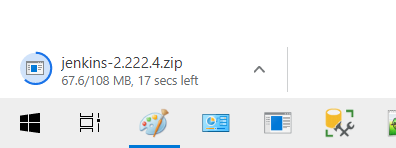 jenkins-2.222.4.zip
67.6/108 MB, 17 secs left